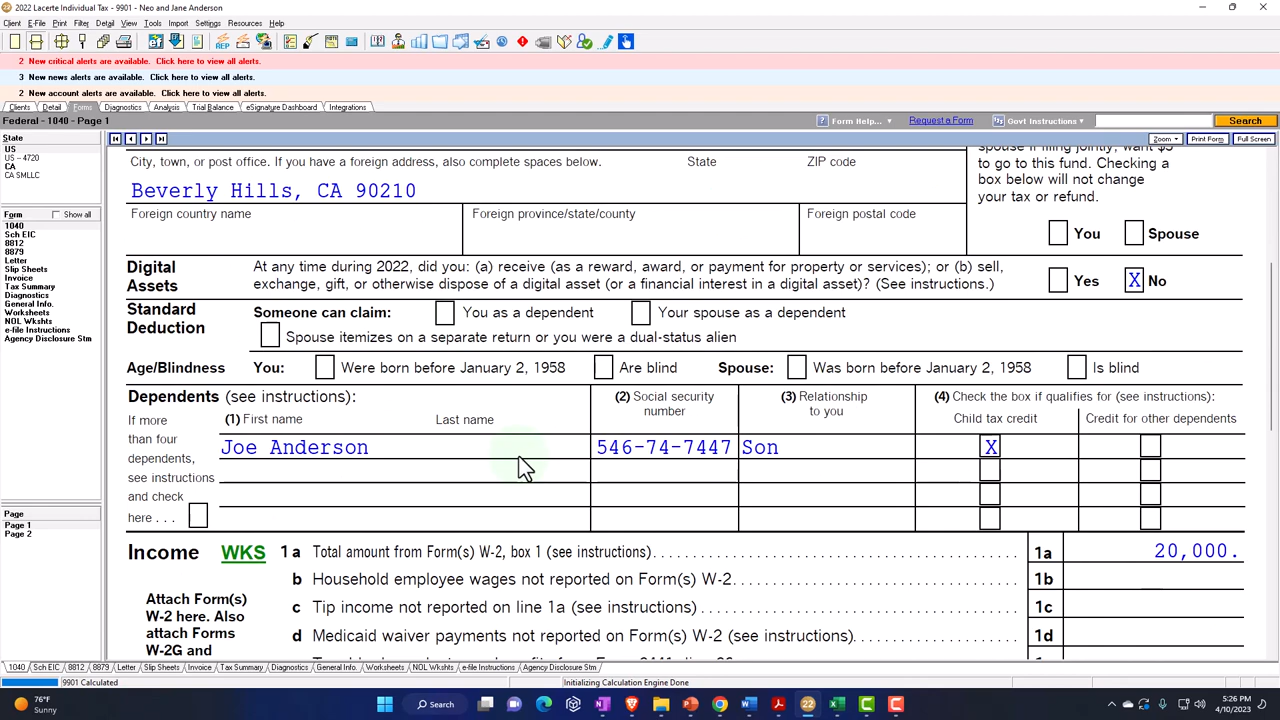 2022 Lacerte Individual Tax - 9901 - Neo and Jane Anderson
Client E-File Print Filter Detail View Tools Import Settings Resources Help
REP
2 New critical alerts are available. Click here to view all alerts.
3 New news alerts are available. Click here to view all alerts.
2 New account alerts are available. Click here to view all alerts.
Clients Detail Forms Diagnostics Analysis Trial Balance eSignature Dashboard Integrations
Federal - 1040 - Page 1 Form Help... Request a Form Govt Instructions Search
Zoom Print Form Full Screen
State
US
US - 4720
CA
CA SMLLC
Form Show all
1040
Sch EIC
8812
8879
Letter
Slip Sheets
Invoice
Tax Summary
Diagnostics
General Info.
Worksheets
NOL Wkshts
e-file Instructions
Agency Disclosure Stm
Page
Page 1
Page 2
spouse if filing jointly, want $3
to go to this fund. Checking a
box below will not change
your tax or refund.
You Spouse
City, town, or post office. If you have a foreign address, also complete spaces below. State ZIP code
Beverly Hills, CA 90210
Foreign country name Foreign province/state/county Foreign postal code
Digital Assets At any time during 2022, did you: (a) receive (as a reward, award, or payment for property or services); or (b) sell,
exchange, gift, or otherwise dispose of a digital asset (or a financial interest in a digital asset)? (See instructions.) Yes X No
Standard Deduction Someone can claim: You as a dependent Your spouse as a dependent
Spouse itemizes on a separate return or you were a dual-status alien
Age/Blindness You: Were born before January 2, 1958 Are blind Spouse: Was born before January 2, 1958 Is blind
Dependents (see instructions): (2) Social security number (3) Relationship to you (4) Check the box if qualifies for (see instructions):
(1) First name Last name Child tax credit Credit for other dependents
If more
than four
dependents,
see instructions
and check
here . . .
Joe Anderson 546-74-7447 Son X
Income WKS 1a Total amount from Form(s) W-2, box 1 (see instructions) 1a 20,000.
b Household employee wages not reported on Form(s) W-2 1b
c Tip income not reported on line 1a (see instructions) 1c
d Medicaid waiver payments not reported on Form(s) W-2 (see instructions) 1d
Attach Form(s)
W-2 here. Also
attach Forms
W-2G and
1040 Sch EIC 8812 8879 Letter Slip Sheets Invoice Tax Summary Diagnostics General Info. Worksheets NOL Wkshts e-file Instructions Agency Disclosure Stm
9901 Calculated Initializing Calculation Engine Done
76°F
Sunny
Search
22
5:26 PM
4/10/2023